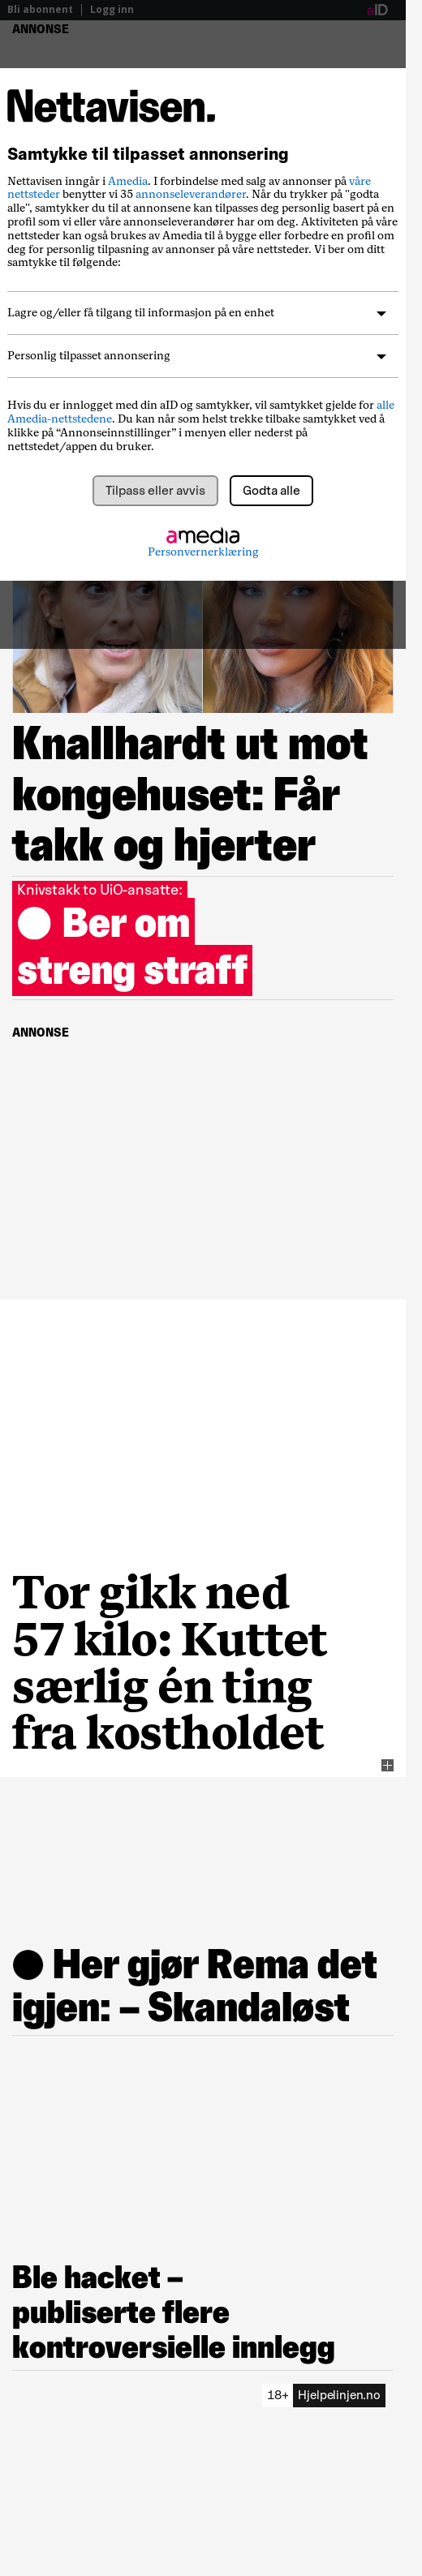 Bli abonnent | Logg inn aID
ANNONSE
Nettavisen.
Samtykke til tilpasset annonsering
Nettavisen inngår i Amedia. I forbindelse med salg av annonser på våre
nettsteder benytter vi 35 annonseleverandører. Når du trykker på "godta
alle", samtykker du til at annonsene kan tilpasses deg personlig basert på en
profil som vi eller våre annonseleverandører har om deg. Aktiviteten på våre
nettsteder kan også brukes av Amedia til å bygge eller forbedre en profil om
deg for personlig tilpasning av annonser på våre nettsteder. Vi ber om ditt
samtykke til følgende:
Lagre og/eller få tilgang til informasjon på en enhet
Personlig tilpasset annonsering
Hvis du er innlogget med din aID og samtykker, vil samtykket gjelde for alle
Amedia-nettstedene. Du kan når som helst trekke tilbake samtykket ved å
klikke på “Annonseinnstillinger” i menyen eller nederst på
nettstedet/appen du bruker.
Tilpass eller avvis Godta alle
amedia
Personvernerklæring
Knallhardt ut mot
kongehuset: Får
takk og hjerter
Knivstakk to UiO-ansatte:
● Ber om
streng straff
ANNONSE
Tor gikk ned
57 kilo: Kuttet
særlig én ting
fra kostholdet
● Her gjør Rema det
igjen: – Skandaløst
Ble hacket –
publiserte flere
kontroversielle innlegg
18+ Hjelpelinjen.no